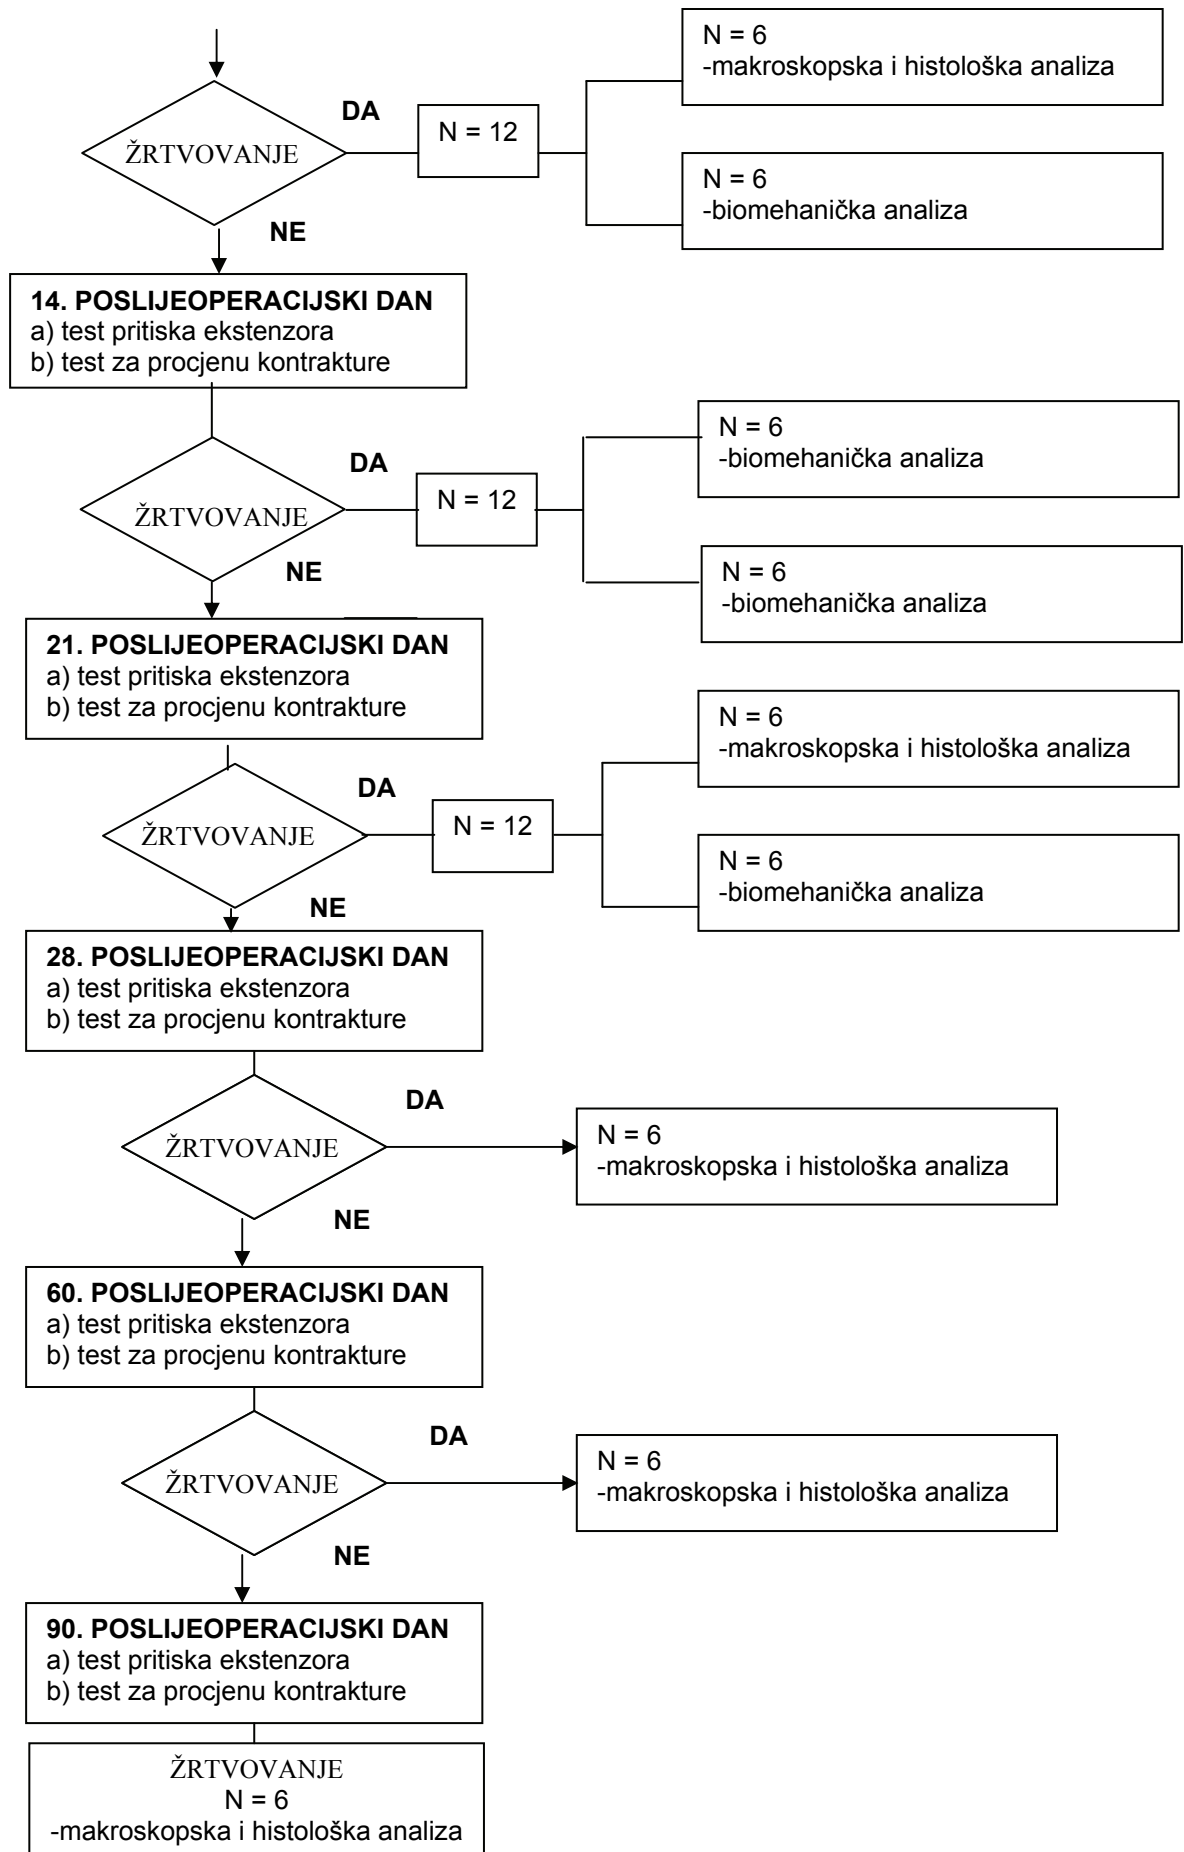 N = 6
-makroskopska i histološka analiza
DA
N = 12
ŽRTVOVANJE
N = 6
-biomehanička analiza
NE
14. POSLIJEOPERACIJSKI DAN
a) test pritiska ekstenzora
b) test za procjenu kontrakture
N = 6
-biomehanička analiza
DA
N = 12
ŽRTVOVANJE
N = 6
-biomehanička analiza
NE
21. POSLIJEOPERACIJSKI DAN
a) test pritiska ekstenzora
b) test za procjenu kontrakture
N = 6
-makroskopska i histološka analiza
DA
N = 12
ŽRTVOVANJE
N = 6
-biomehanička analiza
NE
28. POSLIJEOPERACIJSKI DAN
a) test pritiska ekstenzora
b) test za procjenu kontrakture
DA
ŽRTVOVANJE
N = 6
-makroskopska i histološka analiza
NE
60. POSLIJEOPERACIJSKI DAN
a) test pritiska ekstenzora
b) test za procjenu kontrakture
DA
ŽRTVOVANJE
N = 6
-makroskopska i histološka analiza
NE
90. POSLIJEOPERACIJSKI DAN
a) test pritiska ekstenzora
b) test za procjenu kontrakture
ŽRTVOVANJE
N = 6
-makroskopska i histološka analiza